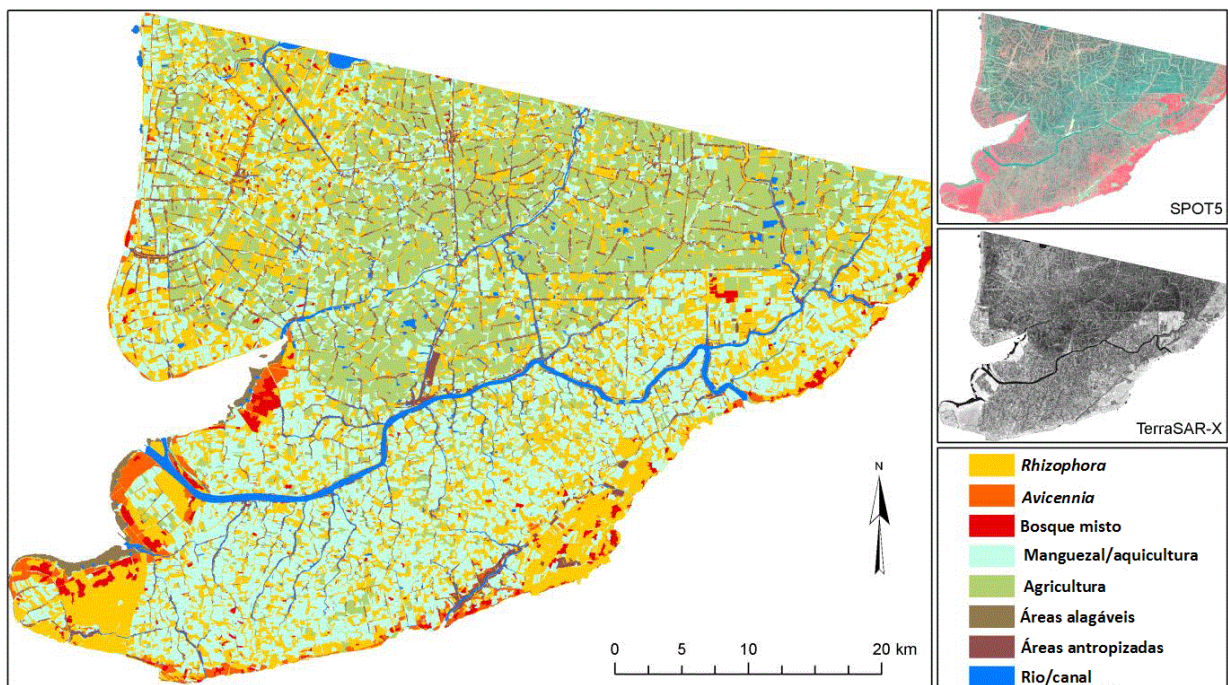 SPOT5
TerraSAR-X
N
0 5 10 20 km
Rhizophora
Avicennia
Bosque misto
Manguezal/aquicultura
Agricultura
Áreas alagáveis
Áreas antropizadas
Rio/canal